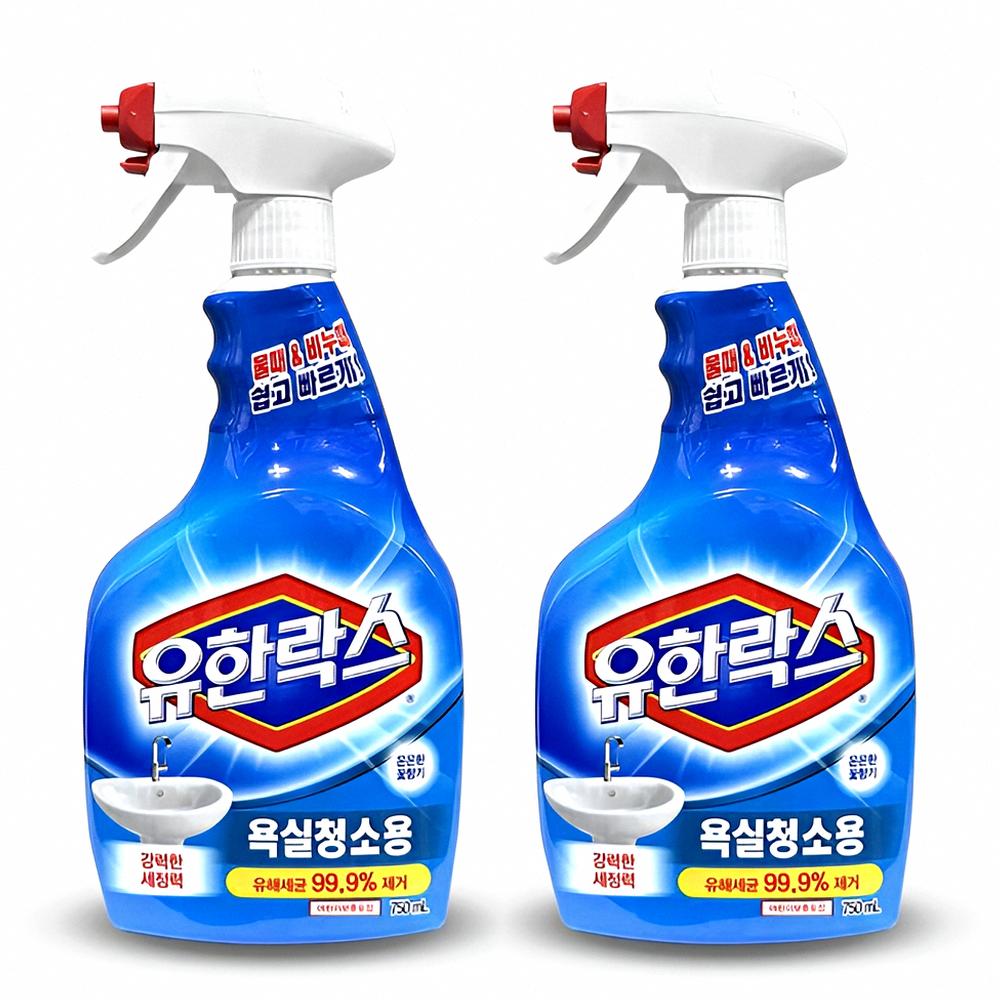 물때 & 비누때
쉽고 빠르게!
유한락스
®
은은한
꽃향기
욕실청소용
강력한
세정력
유해세균 99.9% 제거
750 mL
물때 & 비누때
쉽고 빠르게!
유한락스
®
은은한
꽃향기
욕실청소용
강력한
세정력
유해세균 99.9% 제거
750 mL